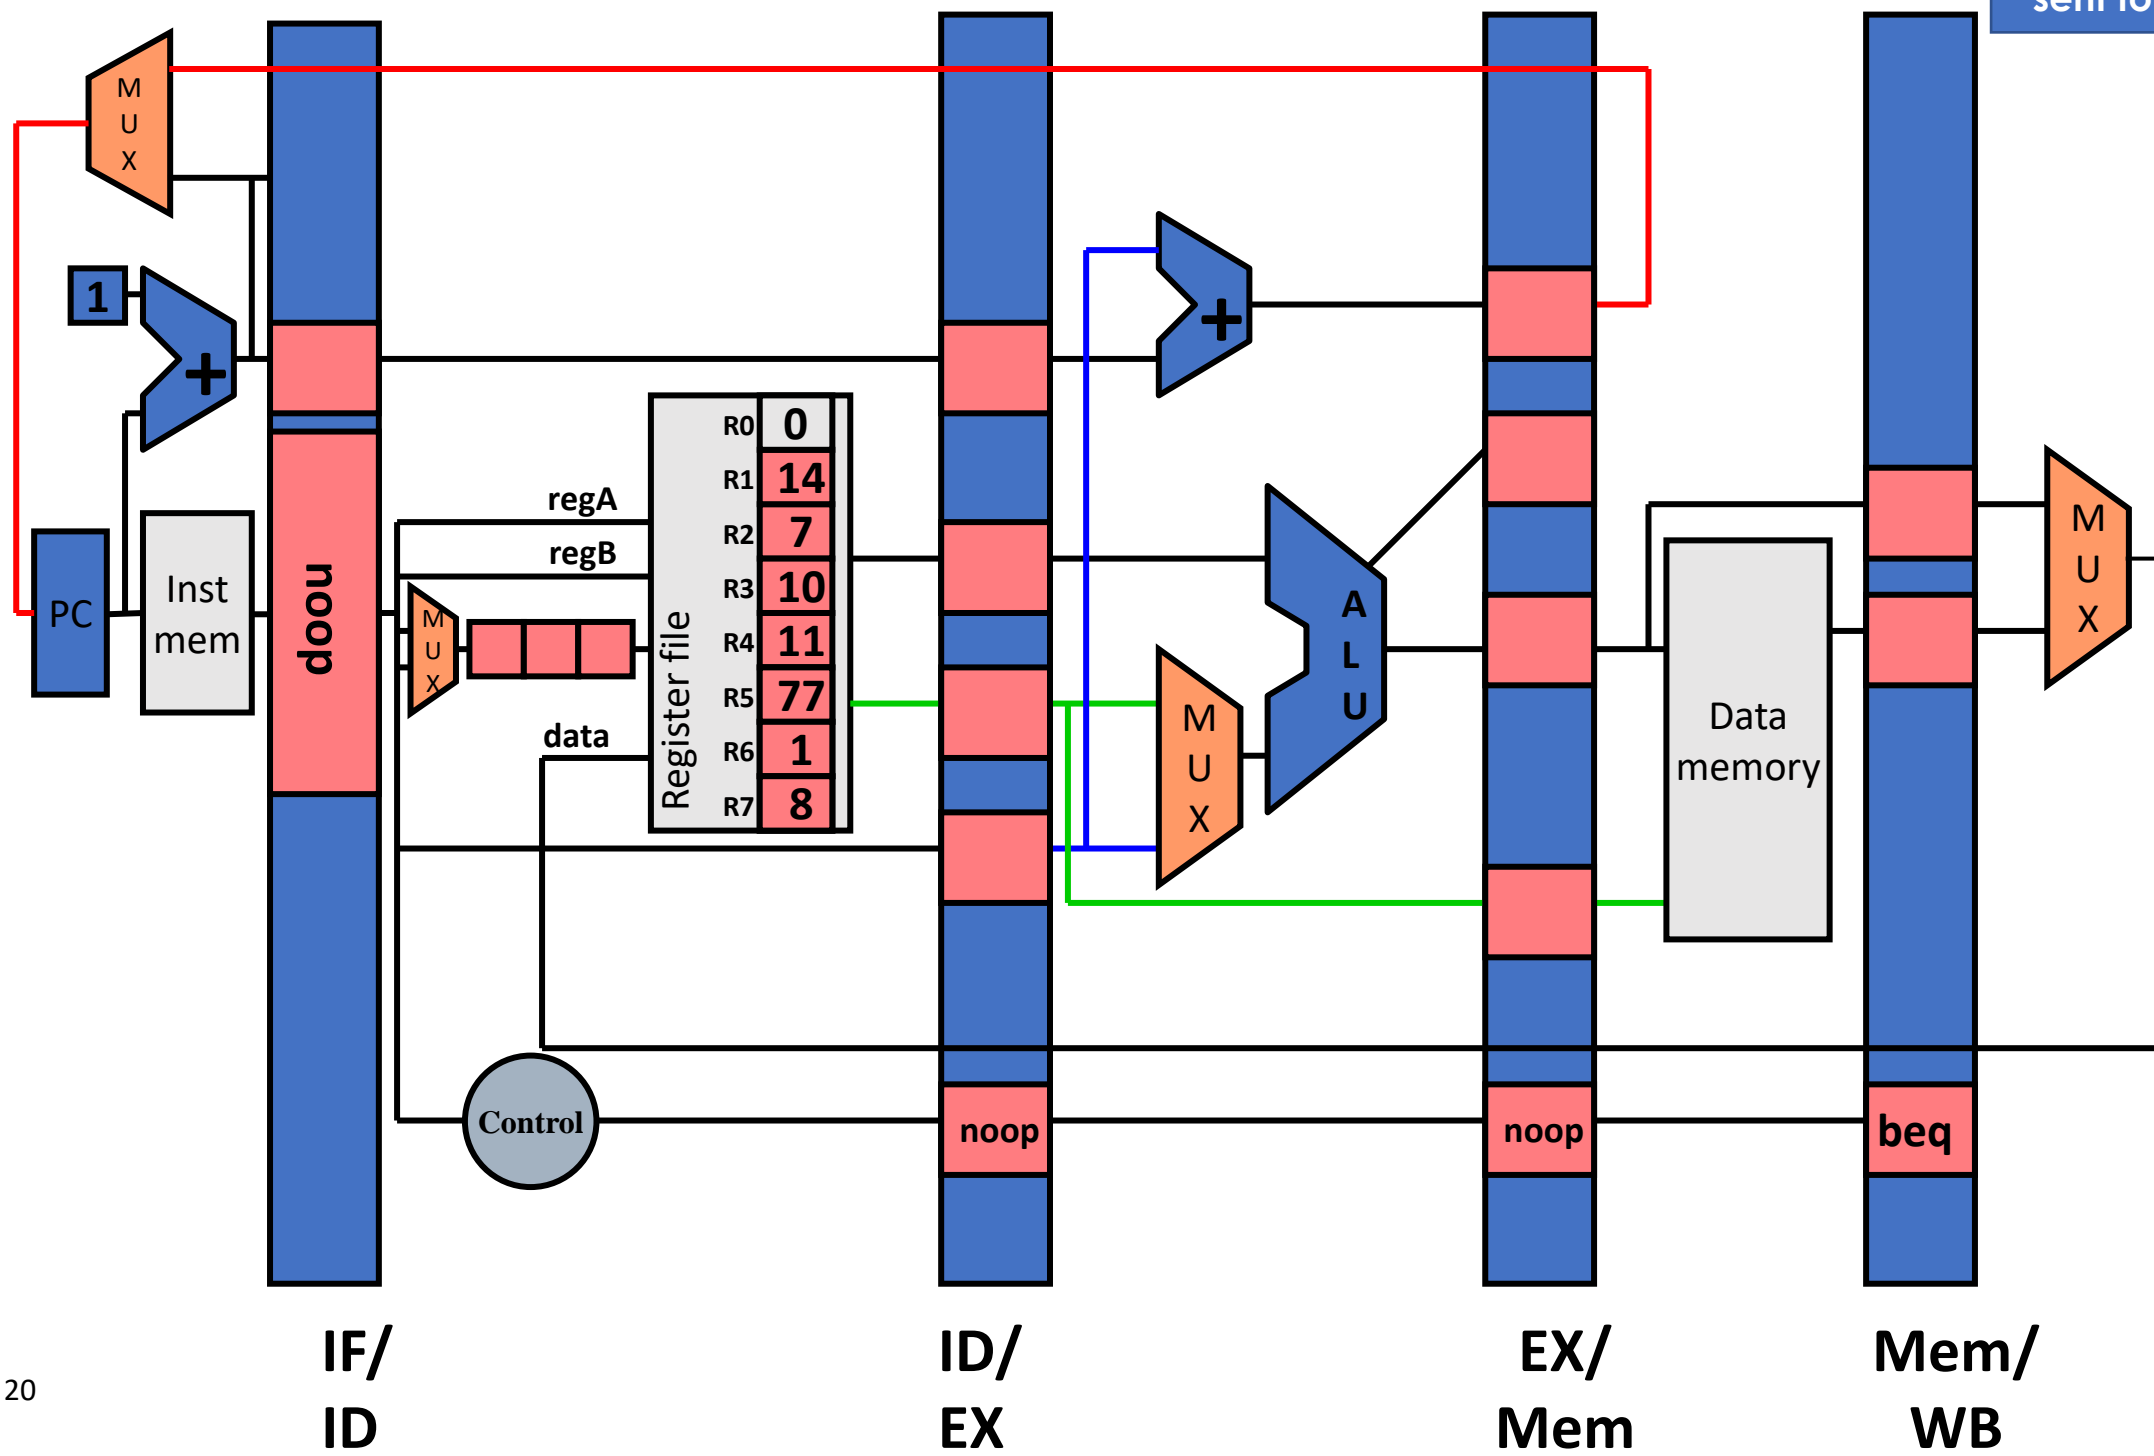 sent to
M
U
X
1
+
+
R0 0
R1 14
R2 7
R3 10
R4 11
R5 77
R6 1
R7 8
Register file
regA
regB
data
PC
Inst
mem
noop
M
U
X
M
U
X
A
L
U
Data
memory
M
U
X
Control
noop
noop
beq
IF/
ID
ID/
EX
EX/
Mem
Mem/
WB
20